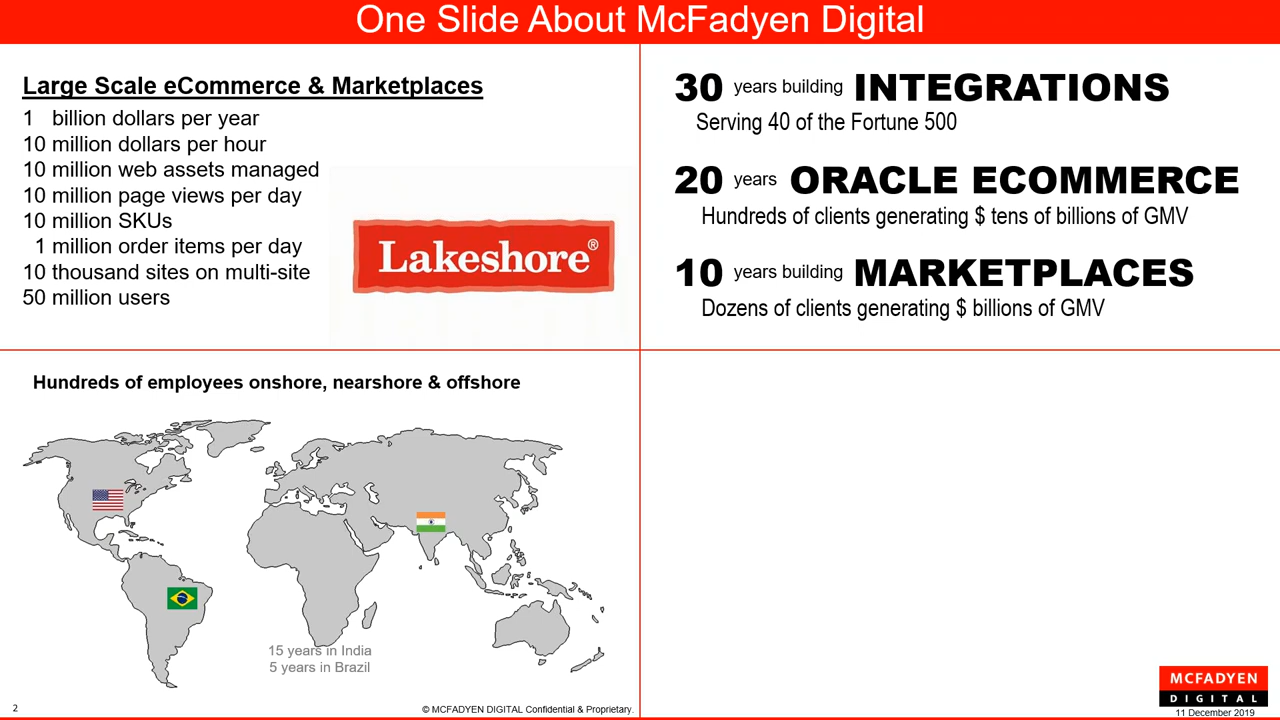 One Slide About McFadyen Digital
Large Scale eCommerce & Marketplaces
1 billion dollars per year
10 million dollars per hour
10 million web assets managed
10 million page views per day
10 million SKUs
1 million order items per day
10 thousand sites on multi-site
50 million users
Lakeshore®
30 years building INTEGRATIONS
Serving 40 of the Fortune 500
20 years ORACLE ECOMMERCE
Hundreds of clients generating $ tens of billions of GMV
10 years building MARKETPLACES
Dozens of clients generating $ billions of GMV
Hundreds of employees onshore, nearshore & offshore
15 years in India
5 years in Brazil
2
© MCFADYEN DIGITAL Confidential & Proprietary.
MCFADYEN
DIGITAL
11 December 2019